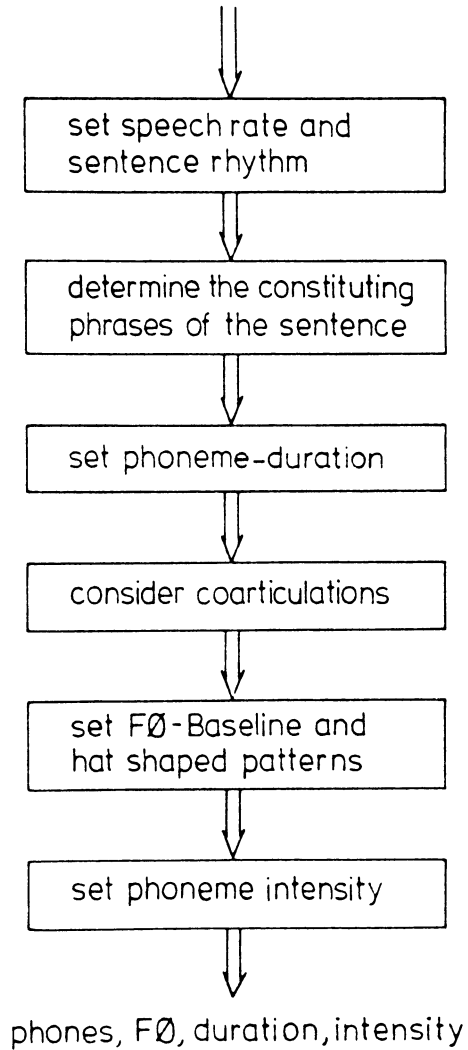 set speech rate and
sentence rhythm
determine the constituting
phrases of the sentence
set phoneme-duration
consider coarticulations
set FØ-Baseline and
hat shaped patterns
set phoneme intensity
phones, FØ, duration, intensity